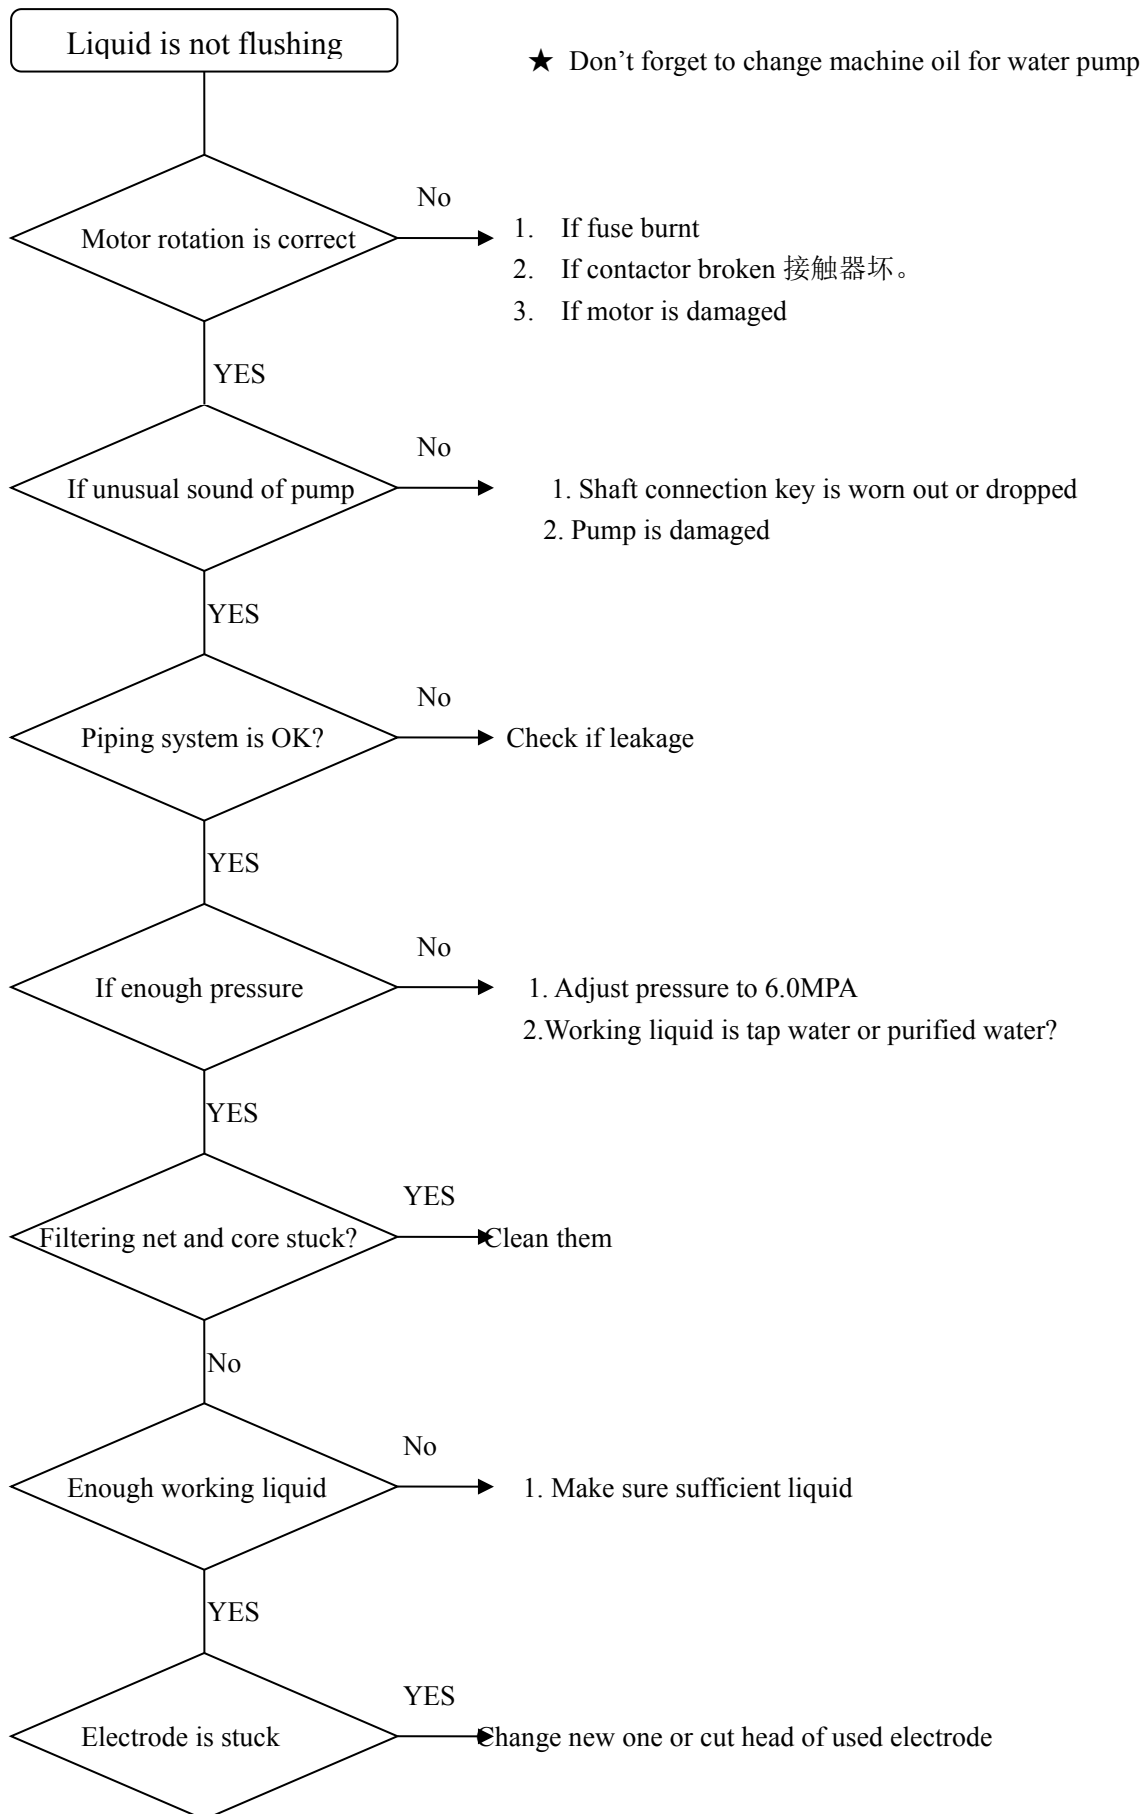 Liquid is not flushing
★ Don’t forget to change machine oil for water pump
Motor rotation is correct
No
1. If fuse burnt
2. If contactor broken 接触器坏。
3. If motor is damaged
YES
If unusual sound of pump
No
1. Shaft connection key is worn out or dropped
2. Pump is damaged
YES
Piping system is OK?
No
Check if leakage
YES
If enough pressure
No
1. Adjust pressure to 6.0MPA
2.Working liquid is tap water or purified water?
YES
Filtering net and core stuck?
YES
Clean them
No
Enough working liquid
No
1. Make sure sufficient liquid
YES
Electrode is stuck
YES
Change new one or cut head of used electrode